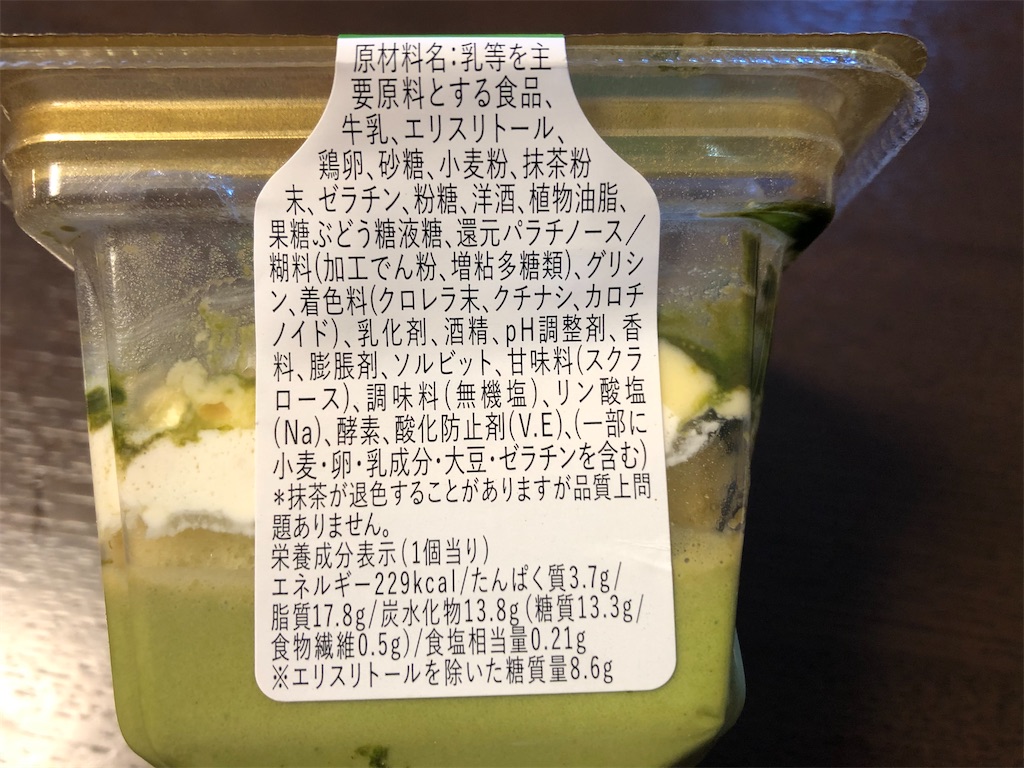 原材料名:乳等を主
要原料とする食品、
牛乳、エリスリトール、
鶏卵、砂糖、小麦粉、抹茶粉
末、ゼラチン、粉糖、洋酒、植物油脂、
果糖ぶどう糖液糖、還元パラチノース/
糊料(加工でん粉、増粘多糖類)、グリシ
ン、着色料(クロレラ末、クチナシ、カロチ
ノイド)、乳化剤、酒精、pH調整剤、香
料、膨脹剤、ソルビット、甘味料(スクラ
ロース)、調味料(無機塩)、リン酸塩
(Na)、酵素、酸化防止剤(V.E)、(一部に
小麦・卵・乳成分・大豆・ゼラチンを含む)
*抹茶が退色することがありますが品質上問
題ありません。
栄養成分表示(1個当り)
エネルギー229kcal/たんぱく質3.7g/
脂質17.8g/炭水化物13.8g(糖質13.3g/
食物繊維0.5g)/食塩相当量0.21g
※エリスリトールを除いた糖質量8.6g